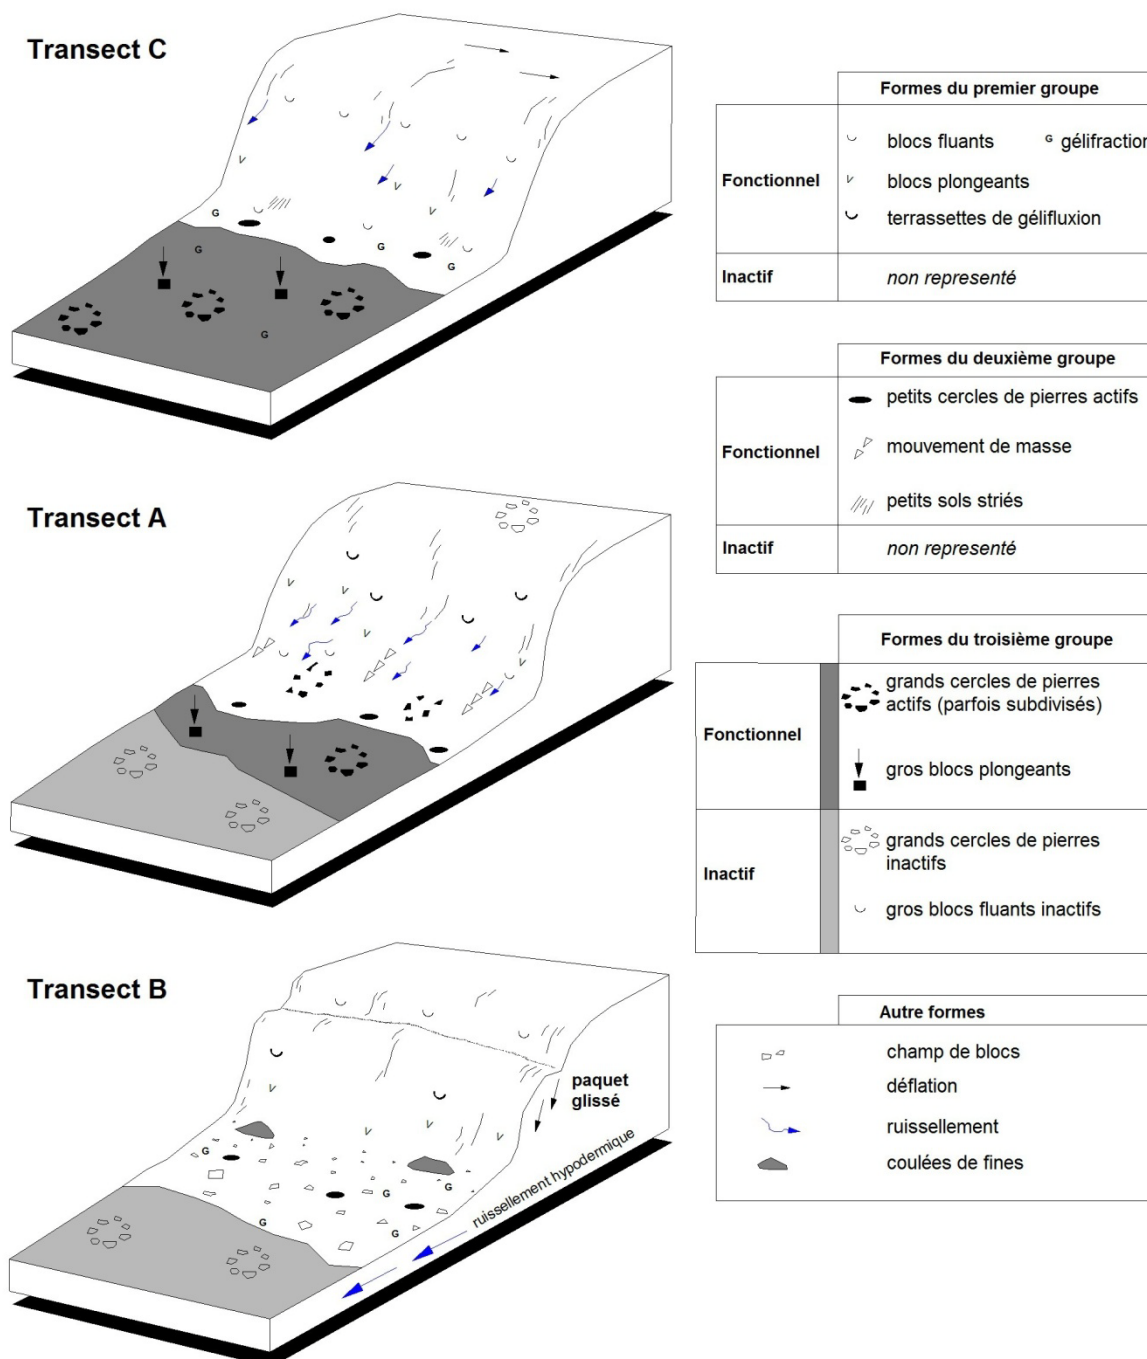 Transect C
G
V
V
V
G
G
G
G
G
Formes du premier groupe
Fonctionnel
blocs fluants
G gélifraction
V blocs plongeants
terrassettes de gélifluxion
Inactif
non representé
Formes du deuxième groupe
Fonctionnel
petits cercles de pierres actifs
mouvement de masse
petits sols striés
Inactif
non representé
Transect A
V
V
V
V
V
Formes du troisième groupe
Fonctionnel
grands cercles de pierres
actifs (parfois subdivisés)
gros blocs plongeants
Inactif
grands cercles de pierres
inactifs
gros blocs fluants inactifs
Transect B
paquet
glissé
V
V
V
V
G
G
G
G
G
ruissellement hypodermique
Autre formes
champ de blocs
déflation
ruissellement
coulées de fines